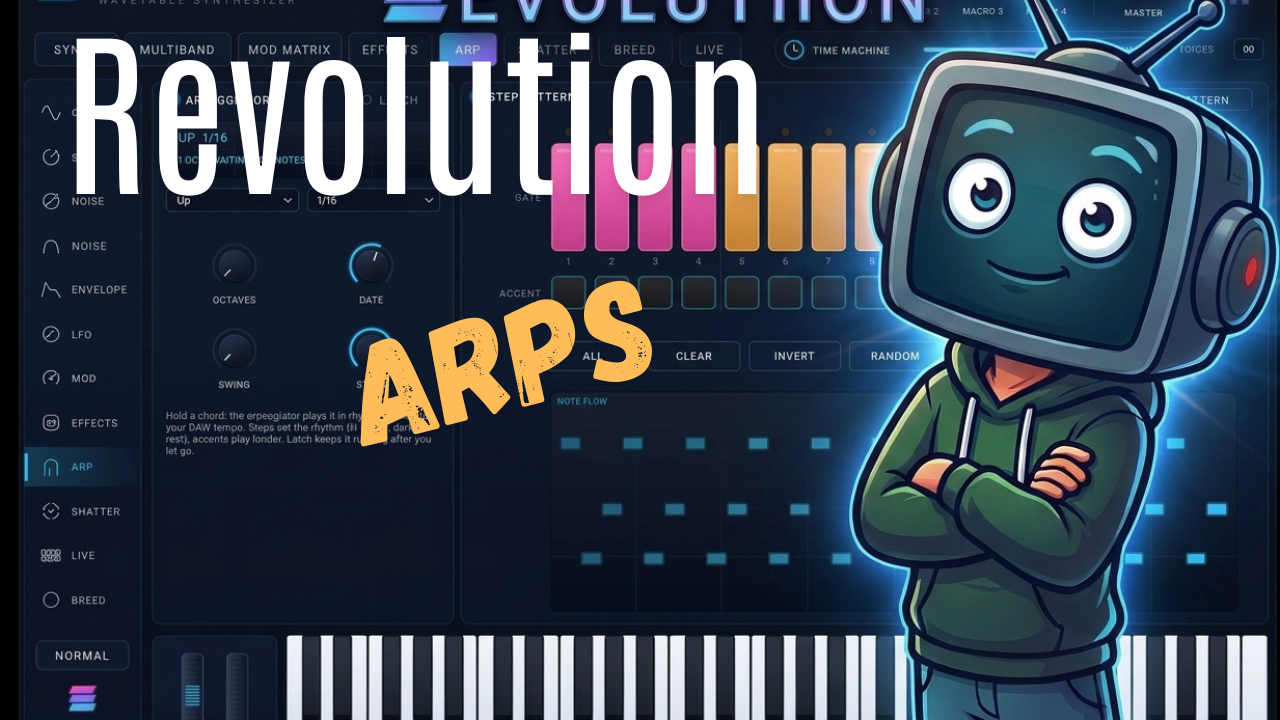 WAVETABLE SYNTHESIZER
EVOLUTION
MACRO 3
MASTER
MULTIBAND
MOD MATRIX
EFFECTS
ARP
BREED
LIVE
TIME MACHINE
00
Revolution
UP 1/16
Up
1/16
STEP PATTERN
GATE
1 2 3 4 5 6 7 8
NOISE
NOISE
ENVELOPE
LFO
MOD
EFFECTS
ARP
SHATTER
LIVE
BREED
NORMAL
OCTAVES
DATE
SWING
ACCENT
ALL
CLEAR
INVERT
RANDOM
ARPS
Hold a chord: the erpeegiator plays it in
your DAW tempo. Steps set the rhythm
rest), accents play londer. Latch keeps it after you
let go.
NOTE FLOW